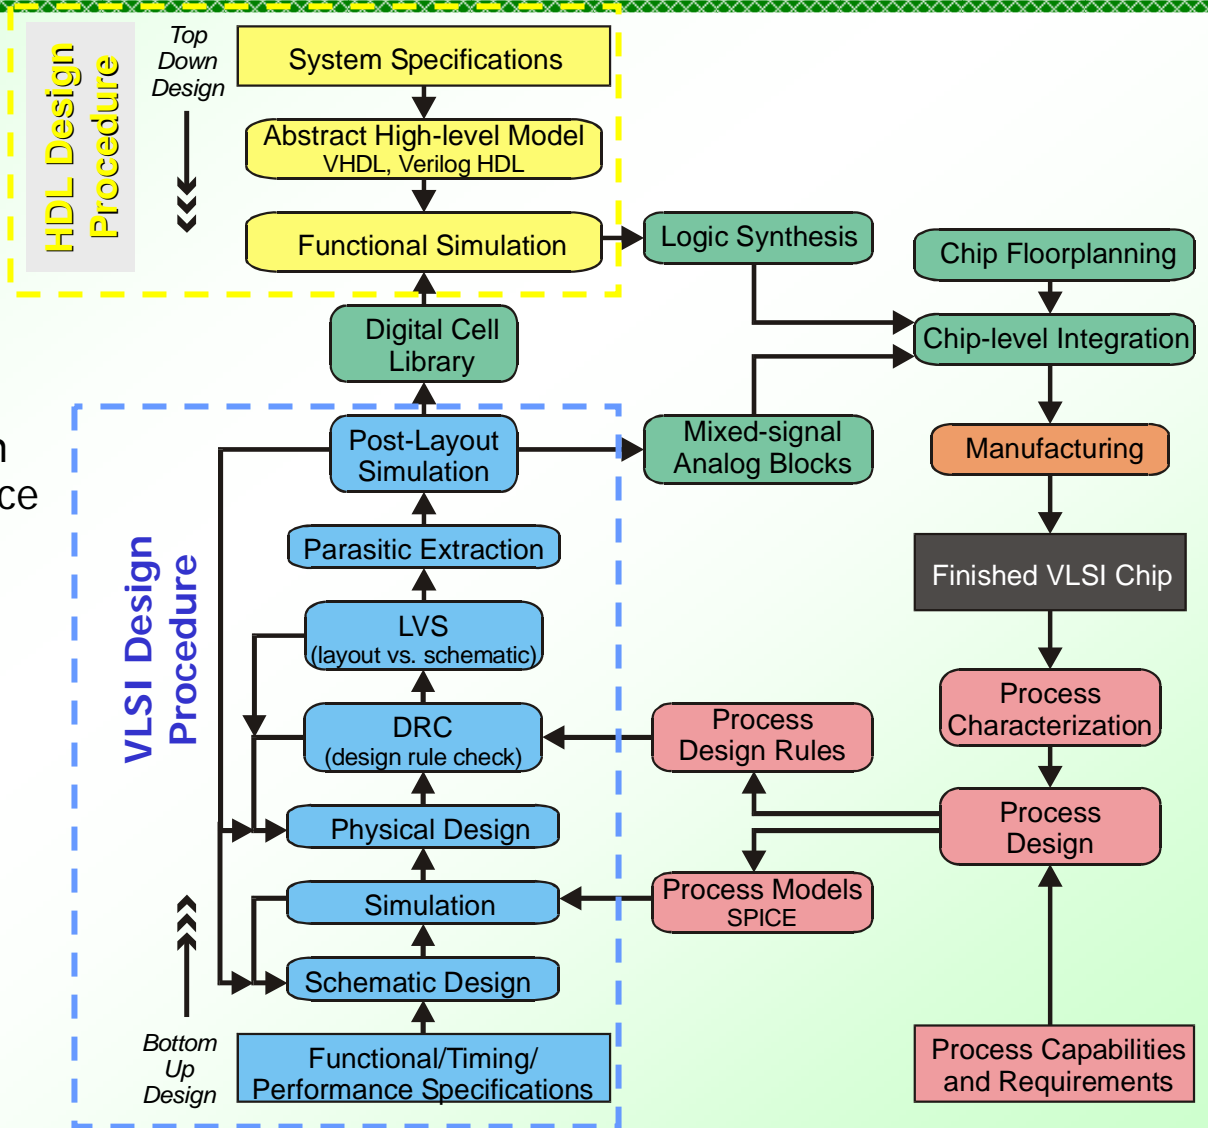 HDL Design
Procedure
Top
Down
Design
System Specifications
Abstract High-level Model
VHDL, Verilog HDL
Functional Simulation
Logic Synthesis
Chip Floorplanning
Digital Cell
Library
Chip-level Integration
n
ce
Post-Layout
Simulation
Mixed-signal
Analog Blocks
Manufacturing
VLSI Design
Procedure
Parasitic Extraction
Finished VLSI Chip
LVS
(layout vs. schematic)
DRC
(design rule check)
Process
Design Rules
Process
Characterization
Physical Design
Process
Design
Simulation
Process Models
SPICE
Schematic Design
Bottom
Up
Design
Functional/Timing/
Performance Specifications
Process Capabilities
and Requirements